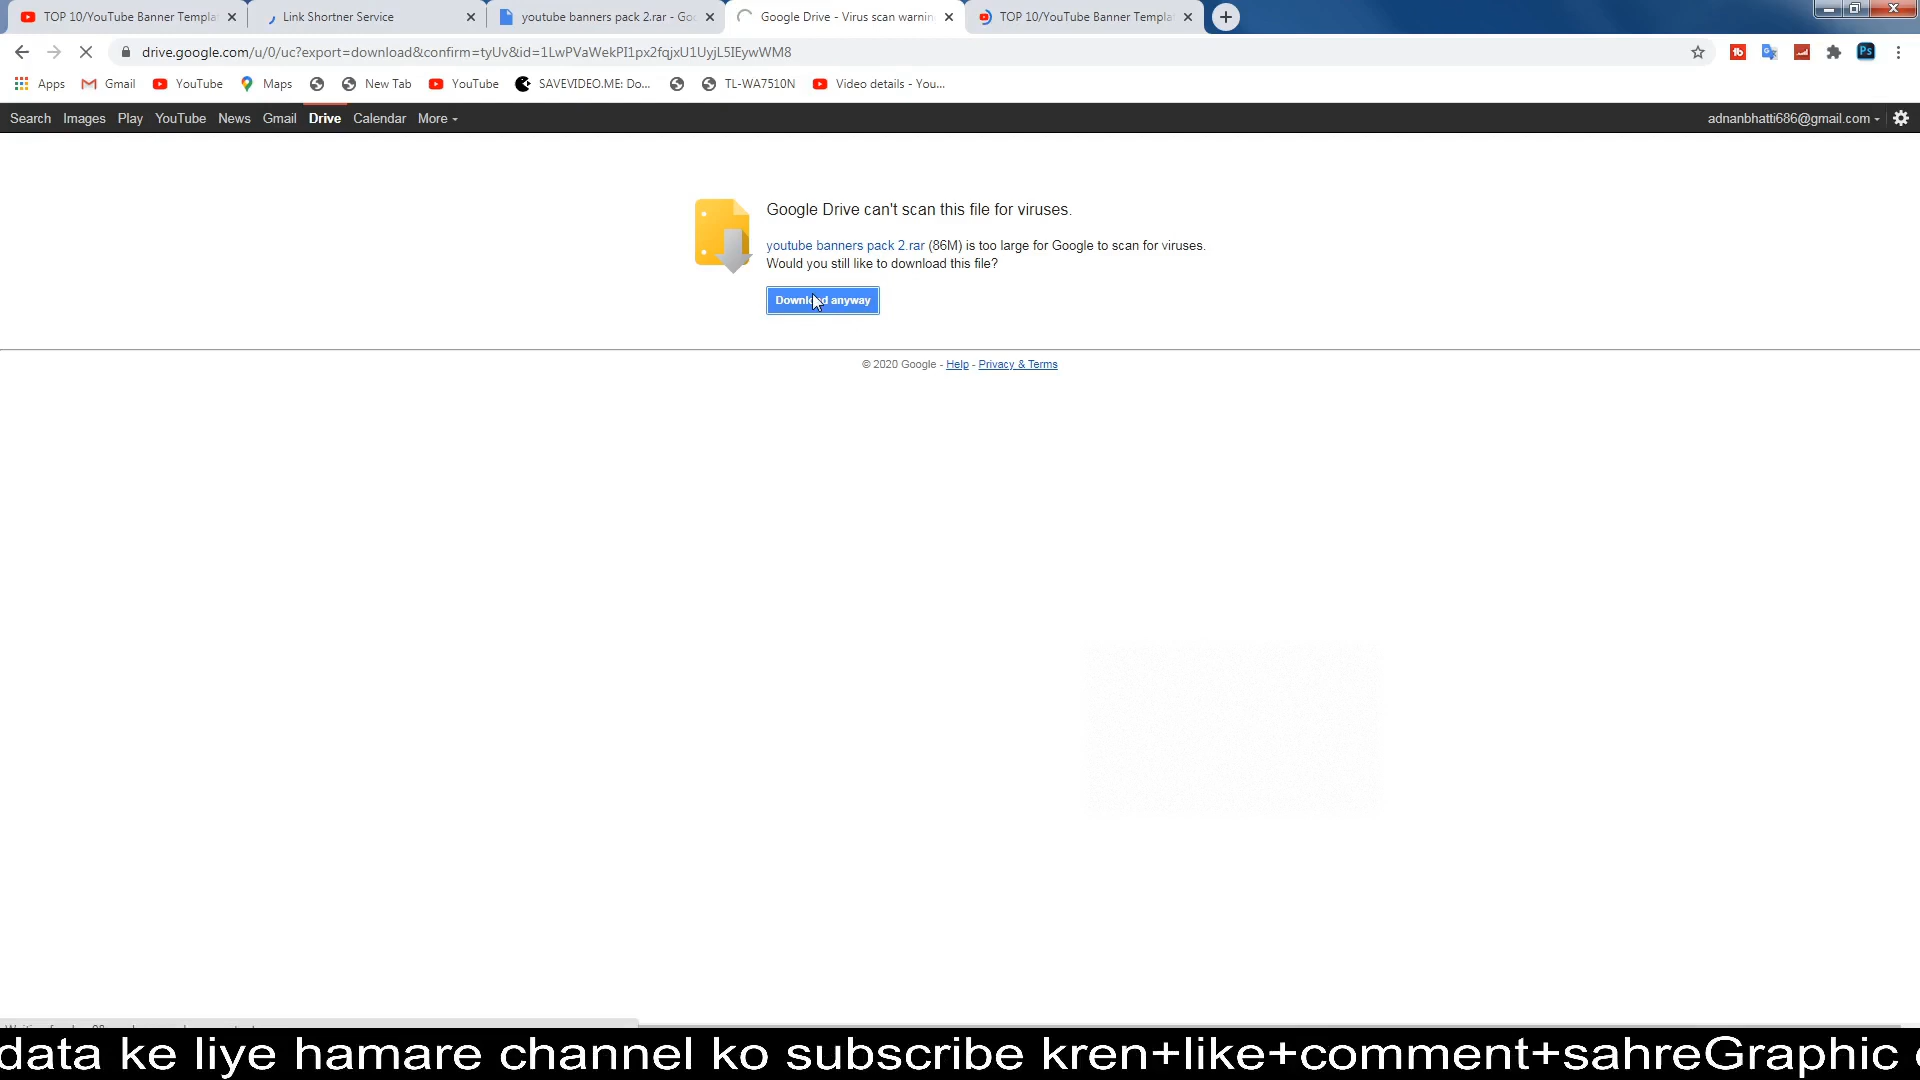 TOP 10/YouTube Banner Templa
Link Shortner Service
youtube banners pack 2.rar - Goo
Google Drive - Virus scan warnin
TOP 10/YouTube Banner Templa
drive.google.com/u/0/uc?export=download&confirm=tyUv&id=1LwPVaWekPI1px2fqjxU1UyjL5IEywWM8
Apps Gmail YouTube Maps New Tab YouTube SAVEVIDEO.ME: Do... TL-WA7510N Video details - You...
Search Images Play YouTube News Gmail Drive Calendar More
adnanbhatti686@gmail.com
Google Drive can't scan this file for viruses.
youtube banners pack 2.rar (86M) is too large for Google to scan for viruses.
Would you still like to download this file?
Download anyway
© 2020 Google - Help - Privacy & Terms
data ke liye hamare channel ko subscribe kren+like+comment+sahreGraphic